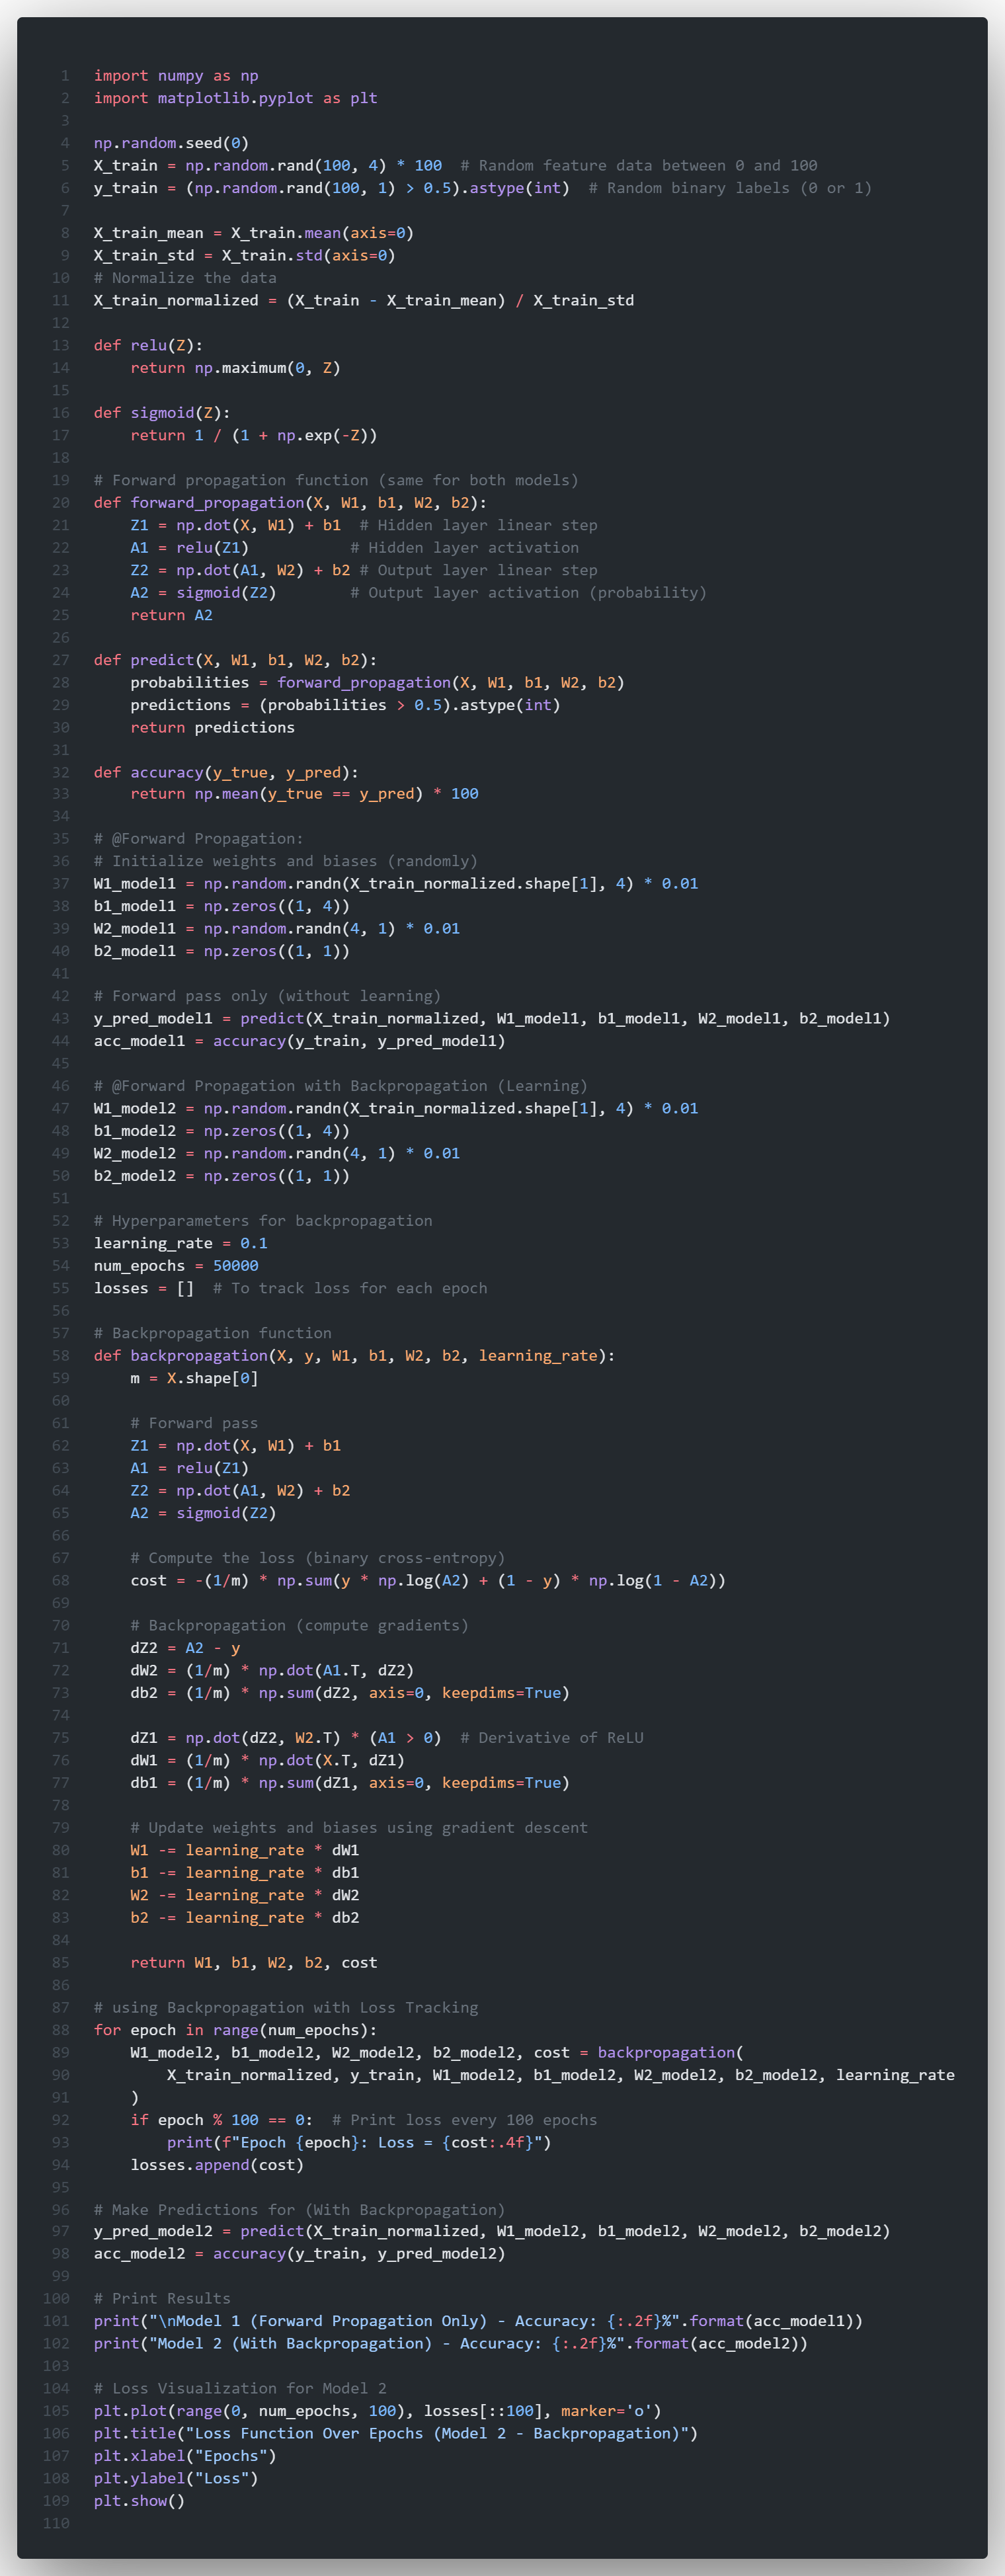 1 import numpy as np
2 import matplotlib.pyplot as plt
3
4 np.random.seed(0)
5 X_train = np.random.rand(100, 4) * 100  # Random feature data between 0 and 100
6 y_train = (np.random.rand(100, 1) > 0.5).astype(int)  # Random binary labels (0 or 1)
7
8 X_train_mean = X_train.mean(axis=0)
9 X_train_std = X_train.std(axis=0)
10 # Normalize the data
11 X_train_normalized = (X_train - X_train_mean) / X_train_std
12
13 def relu(Z):
14     return np.maximum(0, Z)
15
16 def sigmoid(Z):
17     return 1 / (1 + np.exp(-Z))
18
19 # Forward propagation function (same for both models)
20 def forward_propagation(X, W1, b1, W2, b2):
21     Z1 = np.dot(X, W1) + b1  # Hidden layer linear step
22     A1 = relu(Z1)           # Hidden layer activation
23     Z2 = np.dot(A1, W2) + b2 # Output layer linear step
24     A2 = sigmoid(Z2)        # Output layer activation (probability)
25     return A2
26
27 def predict(X, W1, b1, W2, b2):
28     probabilities = forward_propagation(X, W1, b1, W2, b2)
29     predictions = (probabilities > 0.5).astype(int)
30     return predictions
31
32 def accuracy(y_true, y_pred):
33     return np.mean(y_true == y_pred) * 100
34
35 # @Forward Propagation:
36 # Initialize weights and biases (randomly)
37 W1_model1 = np.random.randn(X_train_normalized.shape[1], 4) * 0.01
38 b1_model1 = np.zeros((1, 4))
39 W2_model1 = np.random.randn(4, 1) * 0.01
40 b2_model1 = np.zeros((1, 1))
41
42 # Forward pass only (without learning)
43 y_pred_model1 = predict(X_train_normalized, W1_model1, b1_model1, W2_model1, b2_model1)
44 acc_model1 = accuracy(y_train, y_pred_model1)
45
46 # @Forward Propagation with Backpropagation (Learning)
47 W1_model2 = np.random.randn(X_train_normalized.shape[1], 4) * 0.01
48 b1_model2 = np.zeros((1, 4))
49 W2_model2 = np.random.randn(4, 1) * 0.01
50 b2_model2 = np.zeros((1, 1))
51
52 # Hyperparameters for backpropagation
53 learning_rate = 0.1
54 num_epochs = 50000
55 losses = []  # To track loss for each epoch
56
57 # Backpropagation function
58 def backpropagation(X, y, W1, b1, W2, b2, learning_rate):
59     m = X.shape[0]
60
61     # Forward pass
62     Z1 = np.dot(X, W1) + b1
63     A1 = relu(Z1)
64     Z2 = np.dot(A1, W2) + b2
65     A2 = sigmoid(Z2)
66
67     # Compute the loss (binary cross-entropy)
68     cost = -(1/m) * np.sum(y * np.log(A2) + (1 - y) * np.log(1 - A2))
69
70     # Backpropagation (compute gradients)
71     dZ2 = A2 - y
72     dW2 = (1/m) * np.dot(A1.T, dZ2)
73     db2 = (1/m) * np.sum(dZ2, axis=0, keepdims=True)
74
75     dZ1 = np.dot(dZ2, W2.T) * (A1 > 0)  # Derivative of ReLU
76     dW1 = (1/m) * np.dot(X.T, dZ1)
77     db1 = (1/m) * np.sum(dZ1, axis=0, keepdims=True)
78
79     # Update weights and biases using gradient descent
80     W1 -= learning_rate * dW1
81     b1 -= learning_rate * db1
82     W2 -= learning_rate * dW2
83     b2 -= learning_rate * db2
84
85     return W1, b1, W2, b2, cost
86
87 # using Backpropagation with Loss Tracking
88 for epoch in range(num_epochs):
89     W1_model2, b1_model2, W2_model2, b2_model2, cost = backpropagation(
90         X_train_normalized, y_train, W1_model2, b1_model2, W2_model2, b2_model2, learning_rate
91     )
92     if epoch % 100 == 0:  # Print loss every 100 epochs
93         print(f"Epoch {epoch}: Loss = {cost:.4f}")
94     losses.append(cost)
95
96 # Make Predictions for (With Backpropagation)
97 y_pred_model2 = predict(X_train_normalized, W1_model2, b1_model2, W2_model2, b2_model2)
98 acc_model2 = accuracy(y_train, y_pred_model2)
99
100 # Print Results
101 print("\nModel 1 (Forward Propagation Only) - Accuracy: {:.2f}%".format(acc_model1))
102 print("Model 2 (With Backpropagation) - Accuracy: {:.2f}%".format(acc_model2))
103
104 # Loss Visualization for Model 2
105 plt.plot(range(0, num_epochs, 100), losses[::100], marker='o')
106 plt.title("Loss Function Over Epochs (Model 2 - Backpropagation)")
107 plt.xlabel("Epochs")
108 plt.ylabel("Loss")
109 plt.show()
110